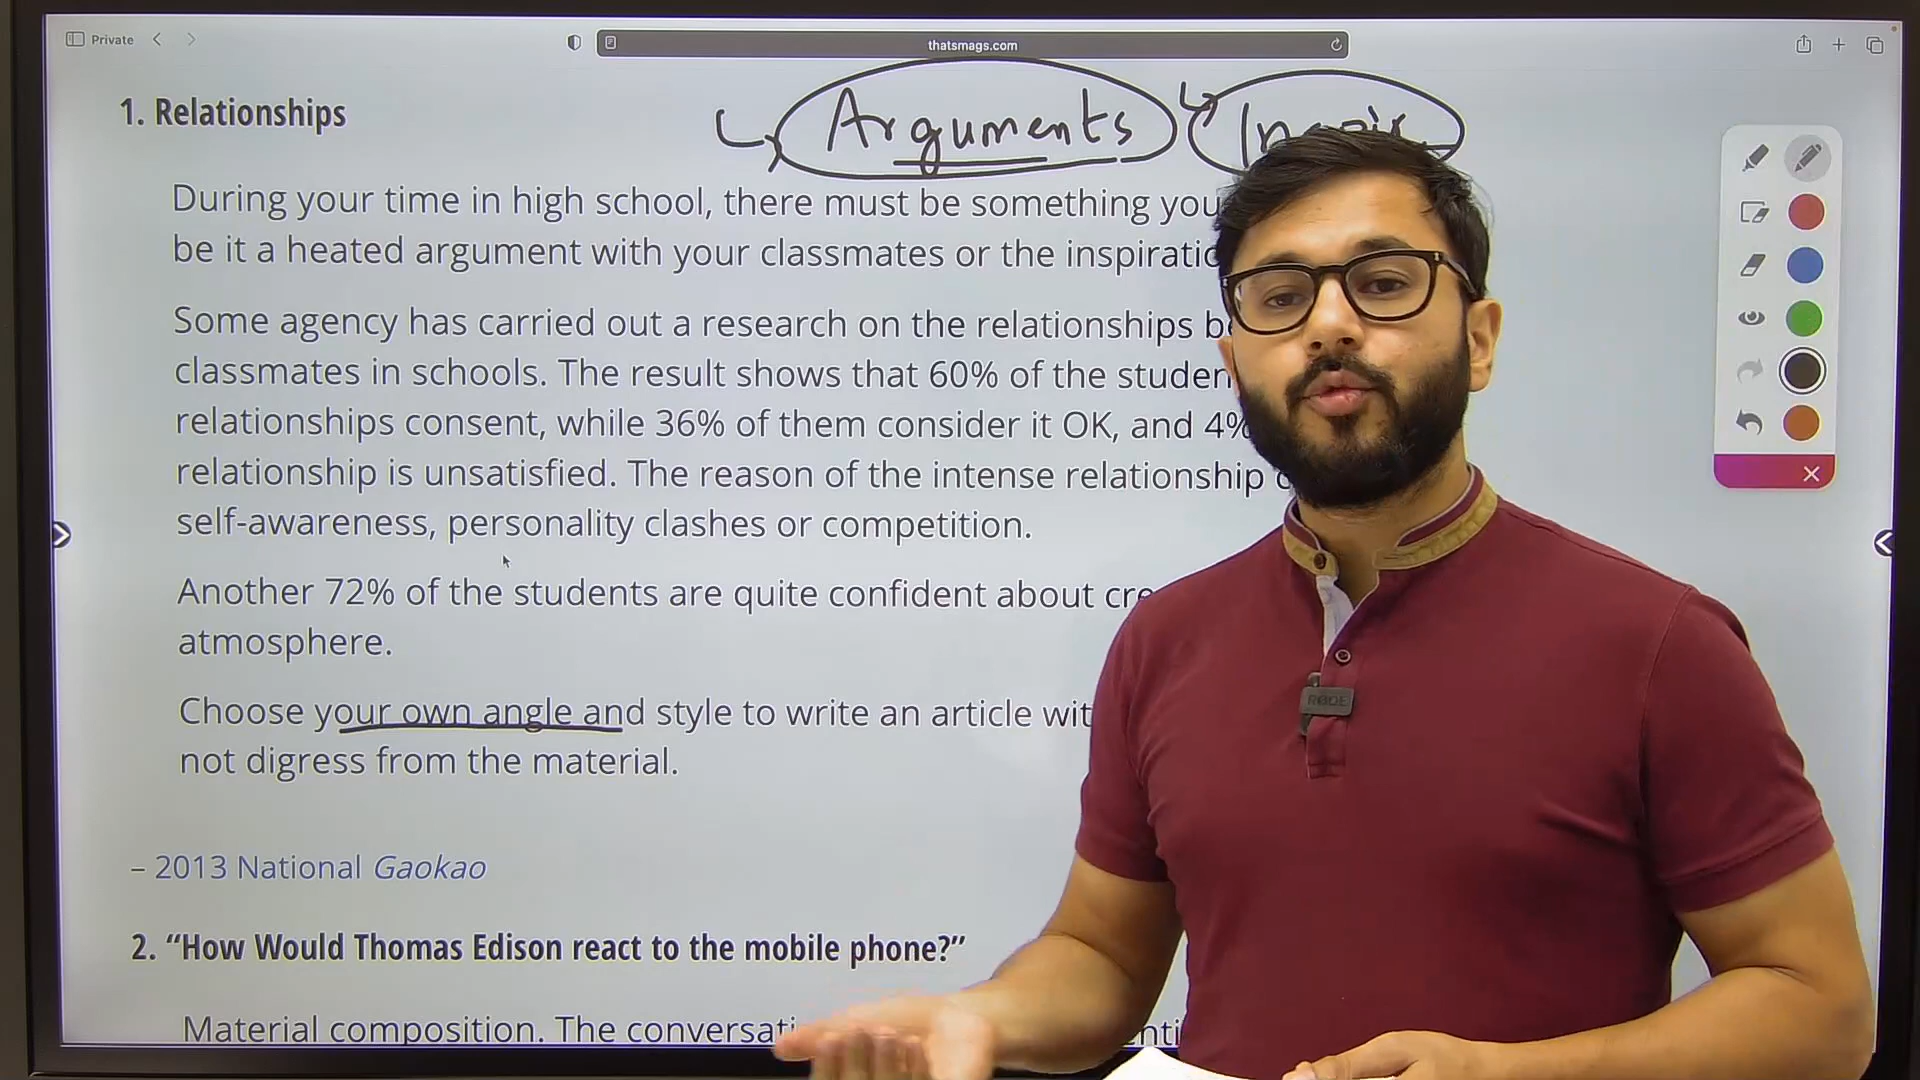 Private
thatsmags.com
1. Relationships
Arguments
During your time in high school, there must be something you
be it a heated argument with your classmates or the
Some agency has carried out a research on the relationships
classmates in schools. The result shows that 60% of the
relationships consent, while 36% of them consider it OK, and 4%
relationship is unsatisfied. The reason of the intense relationship
self-awareness, personality clashes or competition.
Another 72% of the students are quite confident about
atmosphere.
Choose your own angle and style to write an article
not digress from the material.
– 2013 National Gaokao
2. “How Would Thomas Edison react to the mobile phone?”
Material composition. The
RØDE